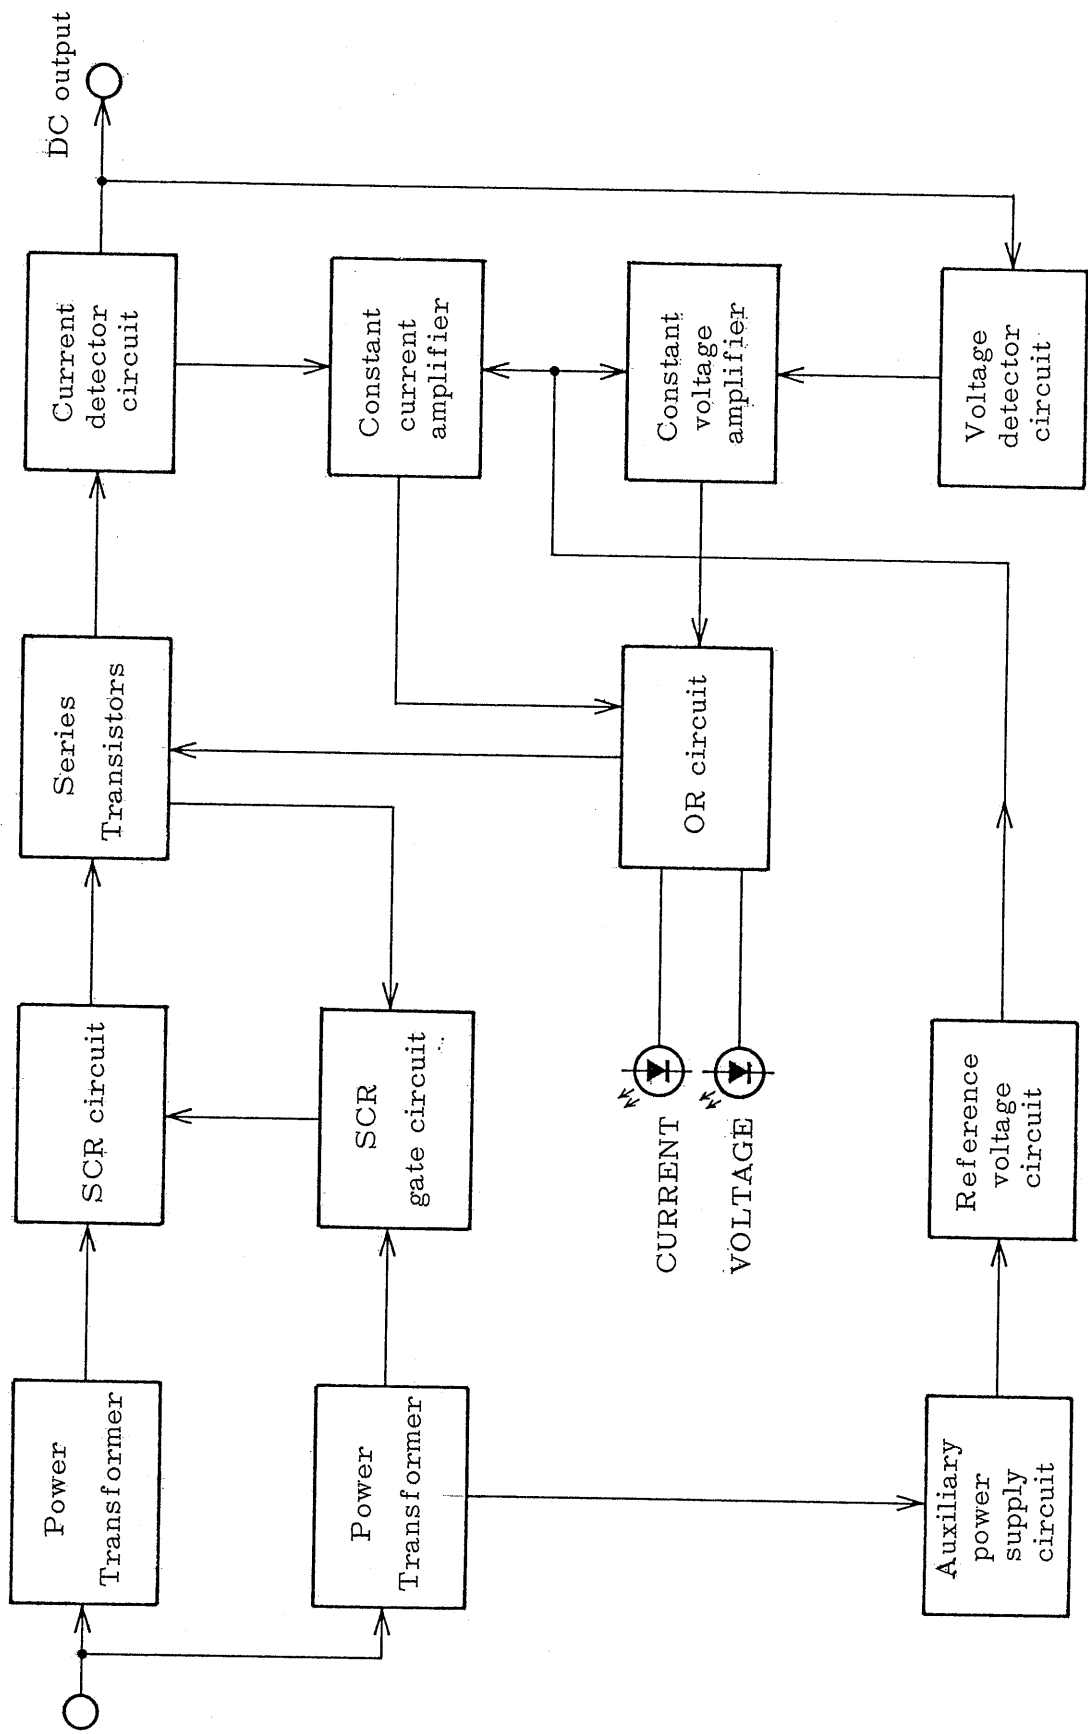 Power
Transformer
SCR circuit
Series
Transistors
Current
detector
circuit
DC output
Power
Transformer
SCR
gate circuit
Constant
current
amplifier
CURRENT
VOLTAGE
OR circuit
Constant
voltage
amplifier
Auxiliary
power
supply
circuit
Reference
voltage
circuit
Voltage
detector
circuit